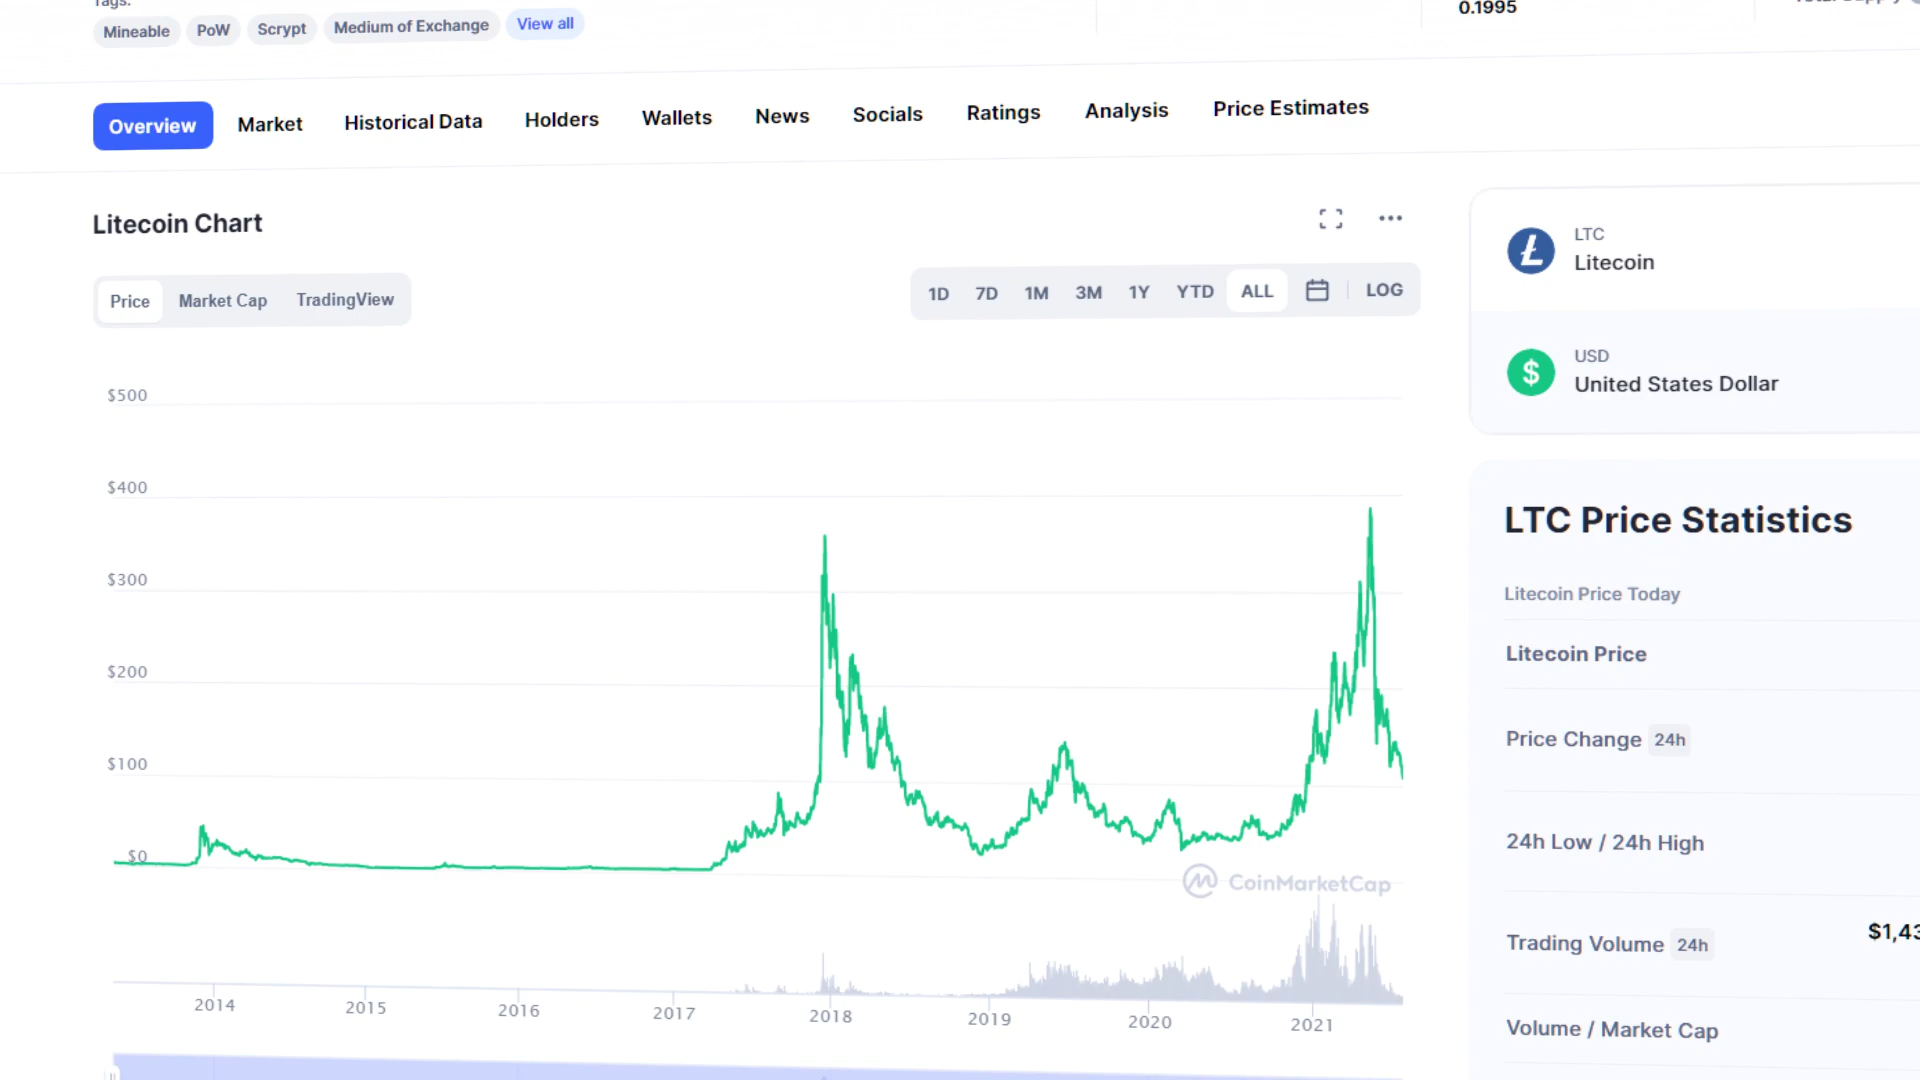 Tags:
Mineable PoW Scrypt Medium of Exchange View all
0.1995
Overview Market Historical Data Holders Wallets News Socials Ratings Analysis Price Estimates
Litecoin Chart
Price Market Cap TradingView
1D 7D 1M 3M 1Y YTD ALL LOG
$500
$400
$300
$200
$100
$0
CoinMarketCap
2014 2015 2016 2017 2018 2019 2020 2021
LTC
Litecoin
$
USD
United States Dollar
LTC Price Statistics
Litecoin Price Today
Litecoin Price
Price Change 24h
24h Low / 24h High
Trading Volume 24h
$1,43
Volume / Market Cap